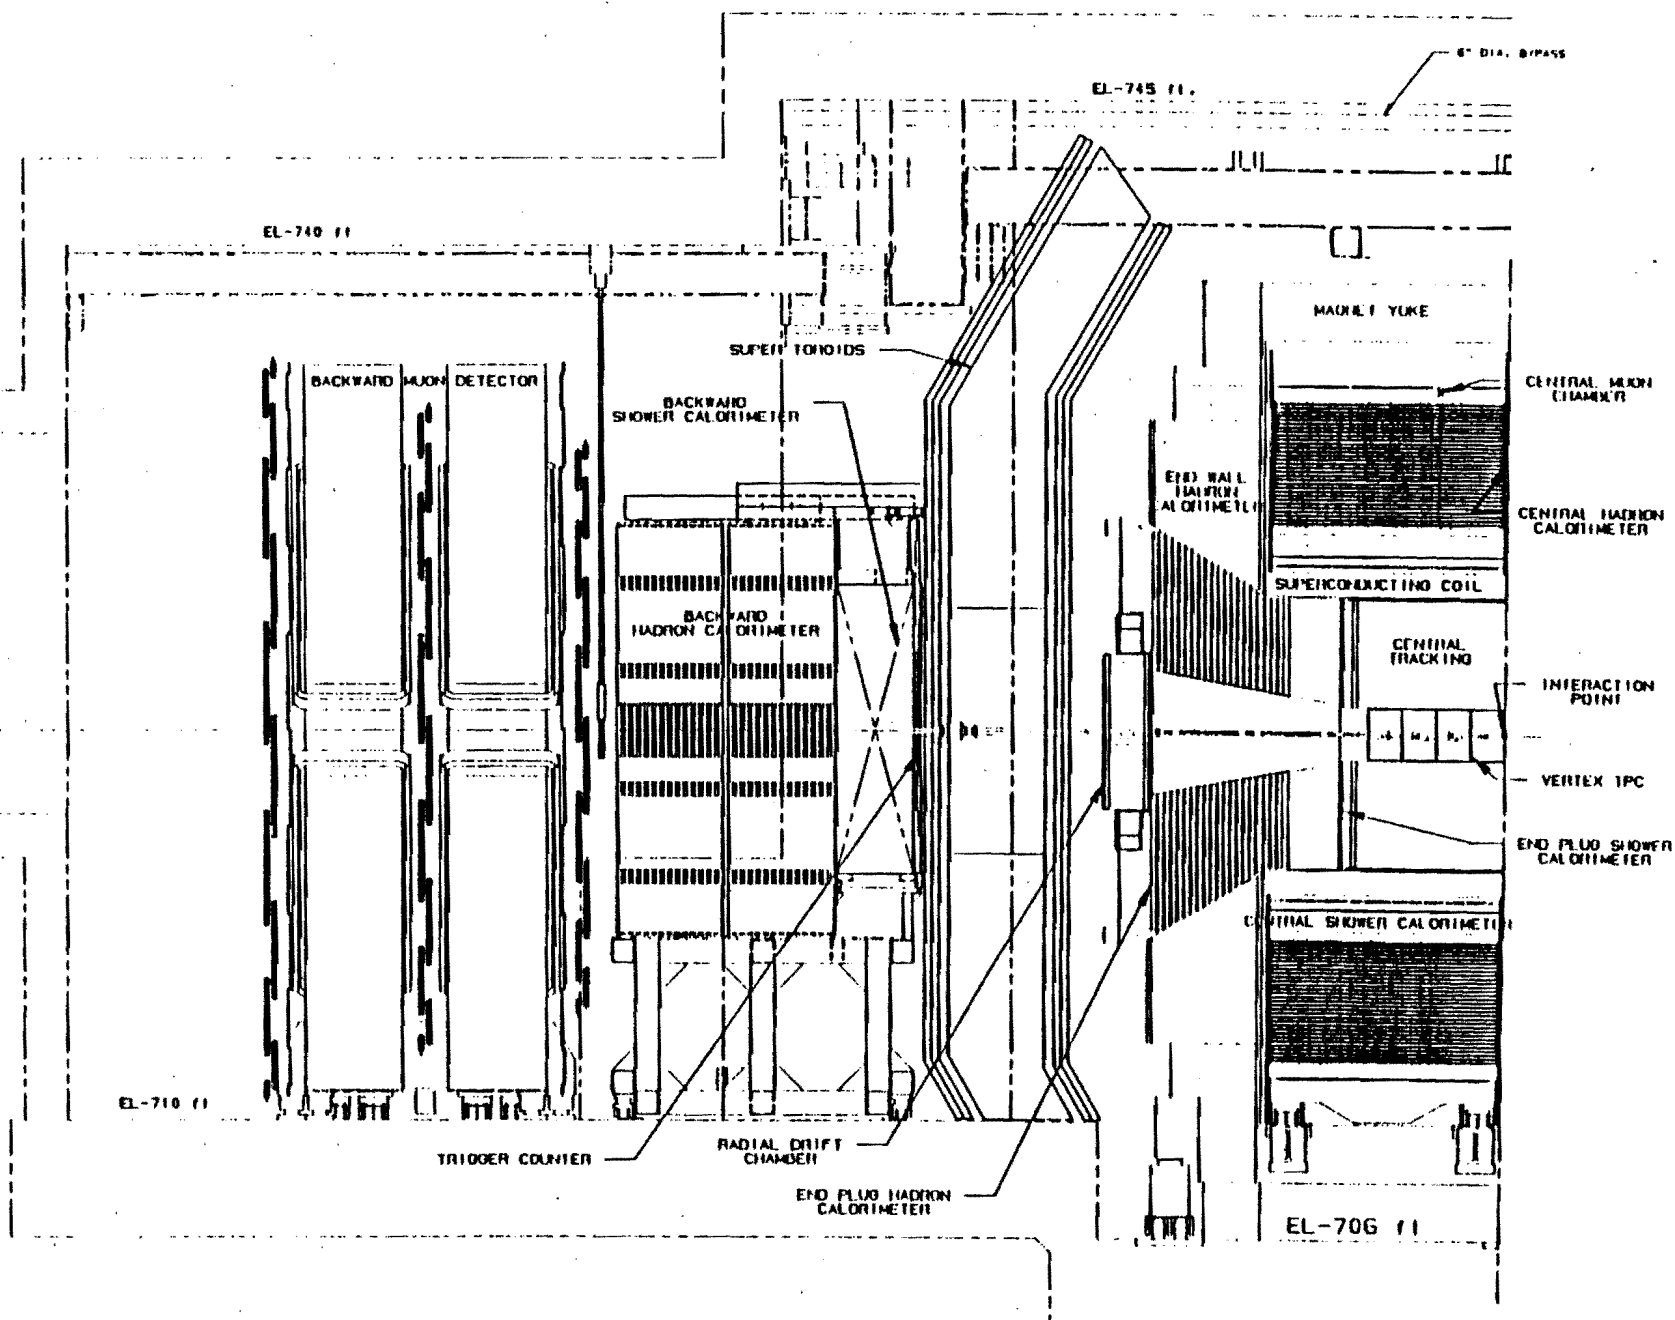 6" DIA. BYPASS
EL-745 ft.
EL-740 ft
MAGNET YOKE
SUPER TOROIDS
BACKWARD MUON DETECTOR
CENTRAL MUON
CHAMBER
BACKWARD
SHOWER CALORIMETER
END WALL
HADRON
CALORIMETER
CENTRAL HADRON
CALORIMETER
SUPERCONDUCTING COIL
BACKWARD
HADRON CALORIMETER
CENTRAL
TRACKING
INTERACTION
POINT
VERTEX TPC
END PLUG SHOWER
CALORIMETER
CENTRAL SHOWER CALORIMETER
EL-710 ft
TRIGGER COUNTER
RADIAL DRIFT
CHAMBER
END PLUG HADRON
CALORIMETER
EL-706 ft